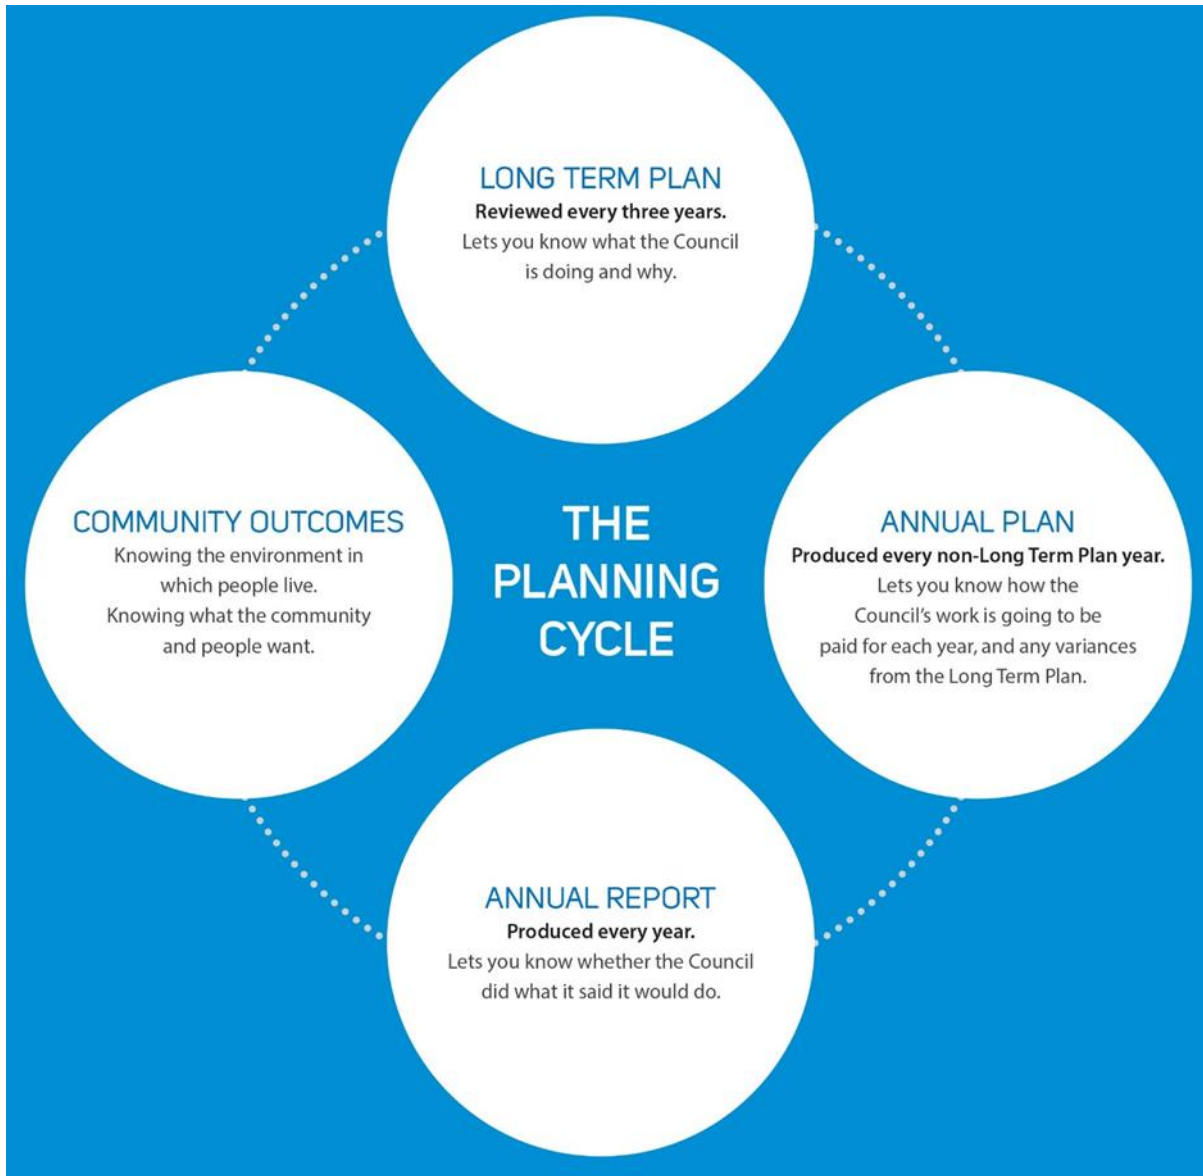 LONG TERM PLAN
Reviewed every three years.
Lets you know what the Council
is doing and why.
COMMUNITY OUTCOMES
Knowing the environment in
which people live.
Knowing what the community
and people want.
THE
PLANNING
CYCLE
ANNUAL PLAN
Produced every non-Long Term Plan year.
Lets you know how the
Council's work is going to be
paid for each year, and any variances
from the Long Term Plan.
ANNUAL REPORT
Produced every year.
Lets you know whether the Council
did what it said it would do.